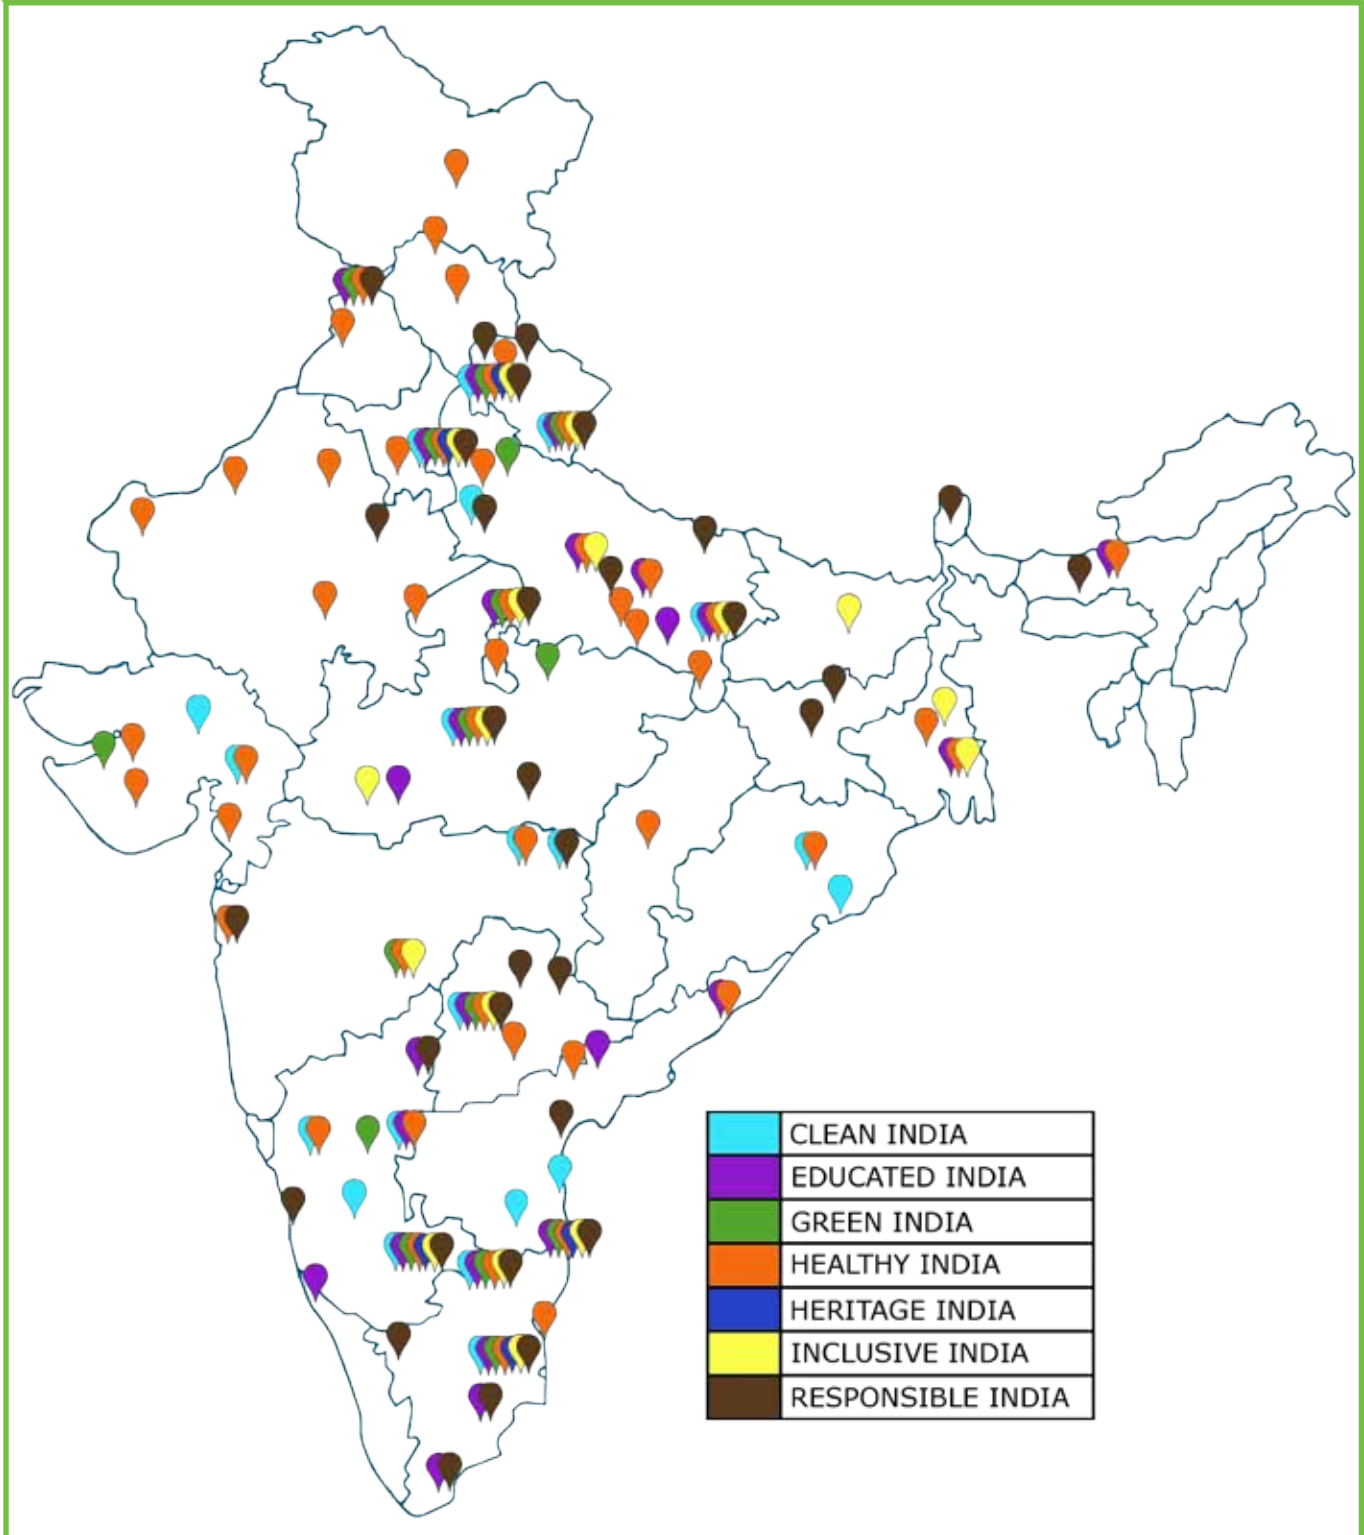 CLEAN INDIA
EDUCATED INDIA
GREEN INDIA
HEALTHY INDIA
HERITAGE INDIA
INCLUSIVE INDIA
RESPONSIBLE INDIA